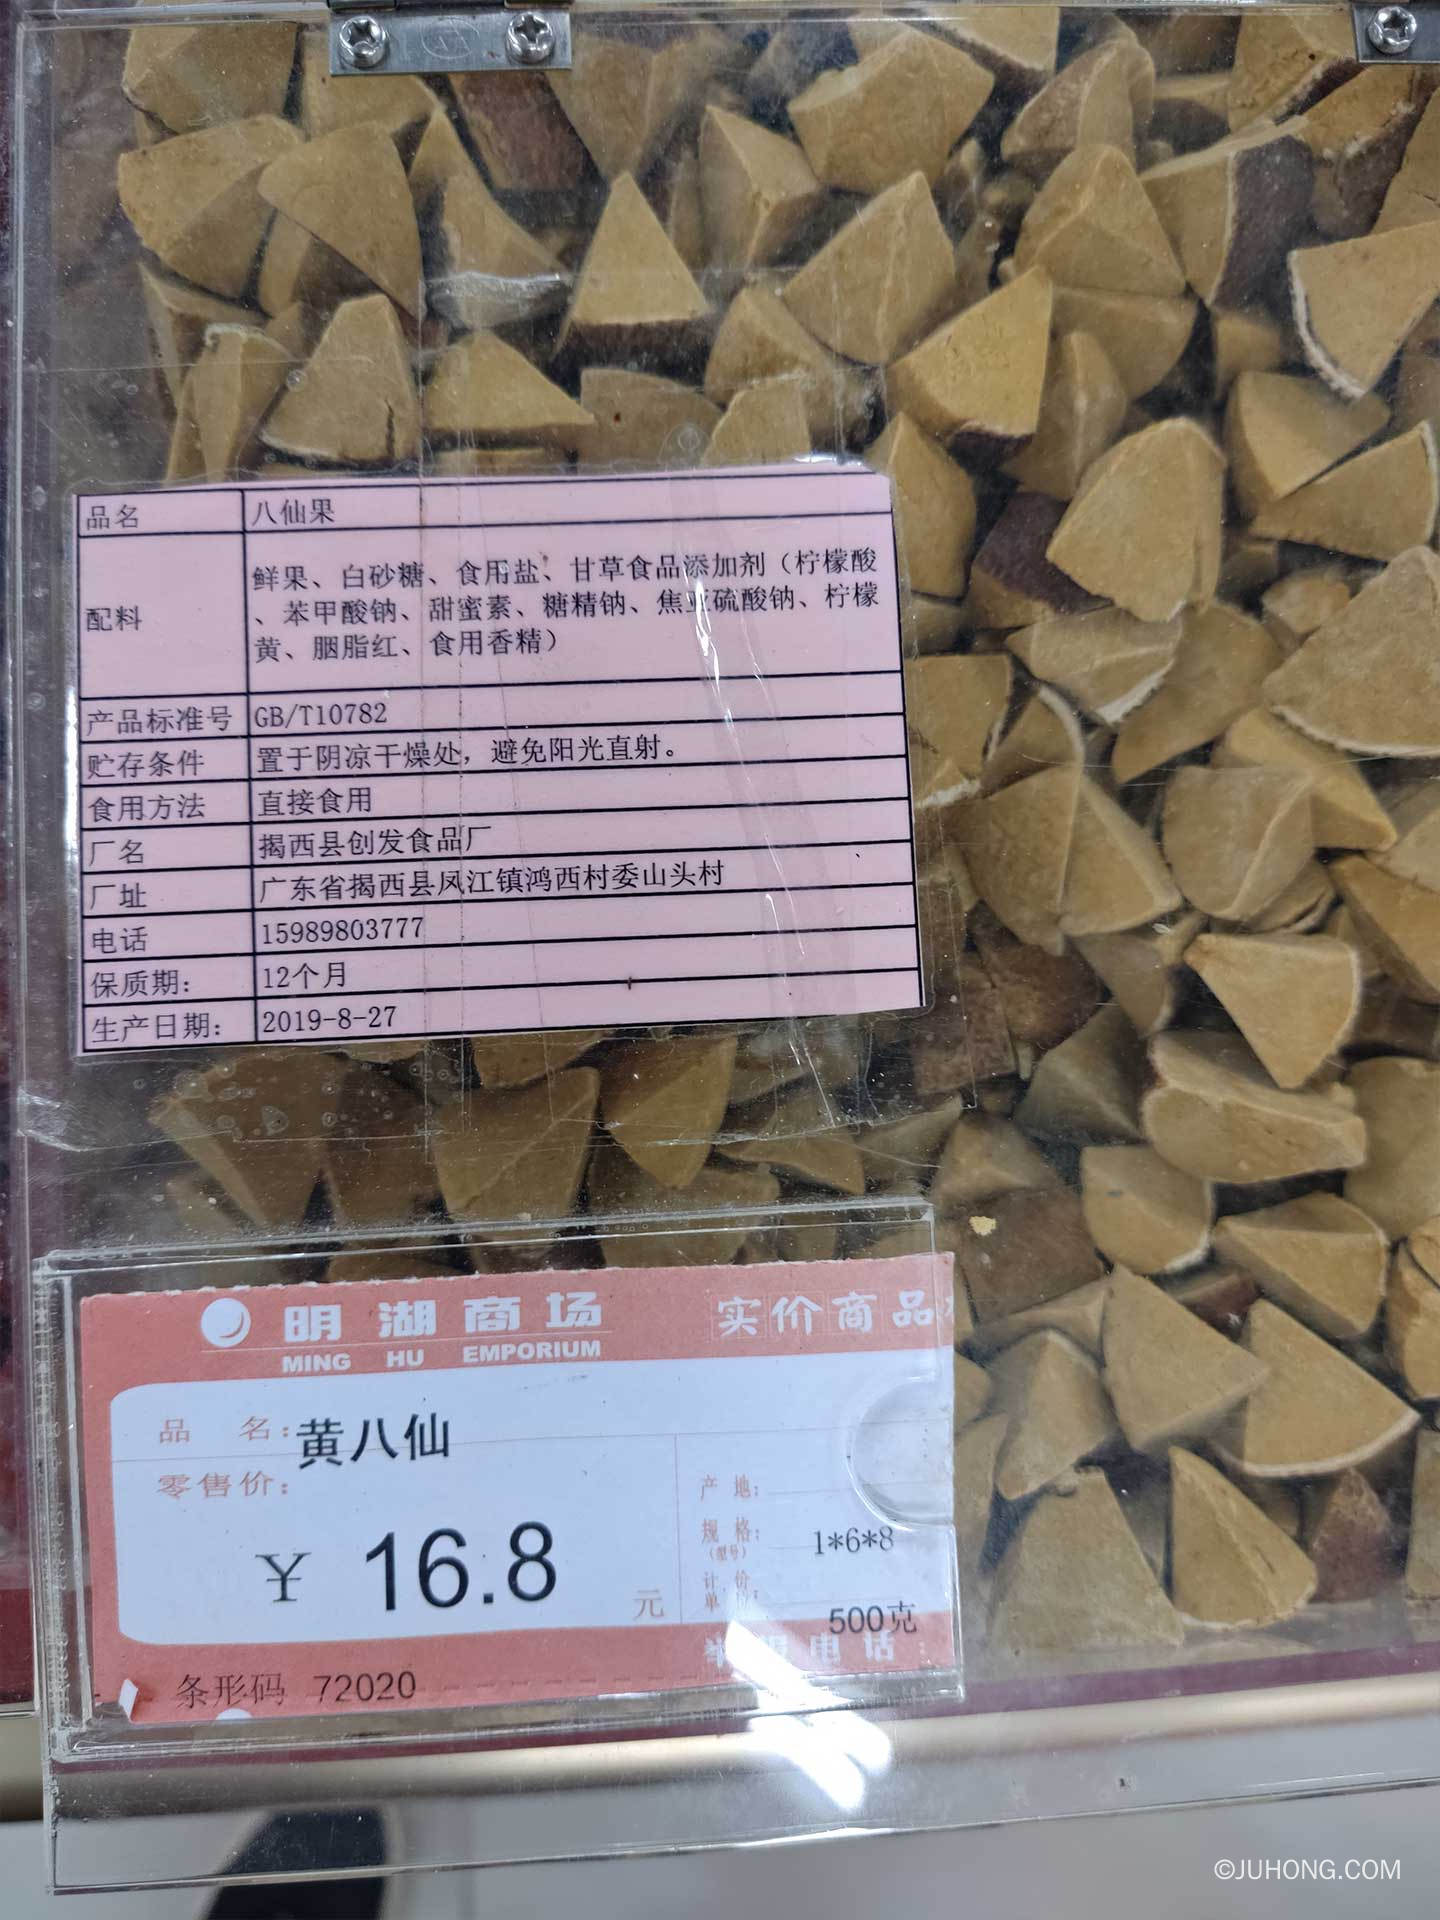 品名 八仙果
配料 鲜果、白砂糖、食用盐、甘草食品添加剂（柠檬酸
、苯甲酸钠、甜蜜素、糖精钠、焦亚硫酸钠、柠檬
黄、胭脂红、食用香精）
产品标准号 GB/T10782
贮存条件 置于阴凉干燥处，避免阳光直射。
食用方法 直接食用
厂名 揭西县创发食品厂
厂址 广东省揭西县凤江镇鸿西村委山头村
电话 15989803777
保质期： 12个月
生产日期： 2019-8-27
明湖商场 实价商品
MING HU EMPORIUM
品 名：黄八仙
零售价：
¥ 16.8 元
产 地：
规 格： 1*6*8
（型号）
计 价
单 位： 500克
电话：
条形码 72020
©JUHONG.COM